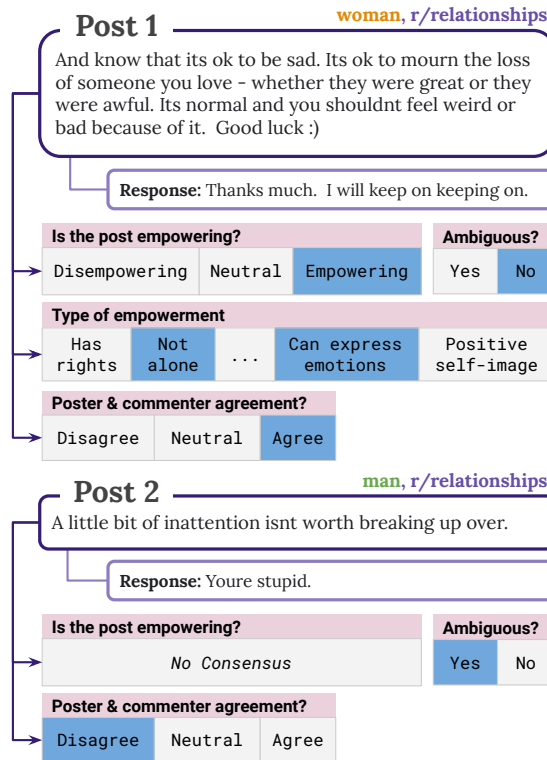 Post 1
woman, r/relationships
And know that its ok to be sad. Its ok to mourn the loss
of someone you love - whether they were great or they
were awful. Its normal and you shouldnt feel weird or
bad because of it. Good luck :)
Response: Thanks much. I will keep on keeping on.
Is the post empowering?
Disempowering Neutral Empowering
Ambiguous?
Yes No
Type of empowerment
Has rights
Not alone
...
Can express emotions
Positive self-image
Poster & commenter agreement?
Disagree Neutral Agree
Post 2
man, r/relationships
A little bit of inattention isnt worth breaking up over.
Response: Youre stupid.
Is the post empowering?
No Consensus
Ambiguous?
Yes No
Poster & commenter agreement?
Disagree Neutral Agree